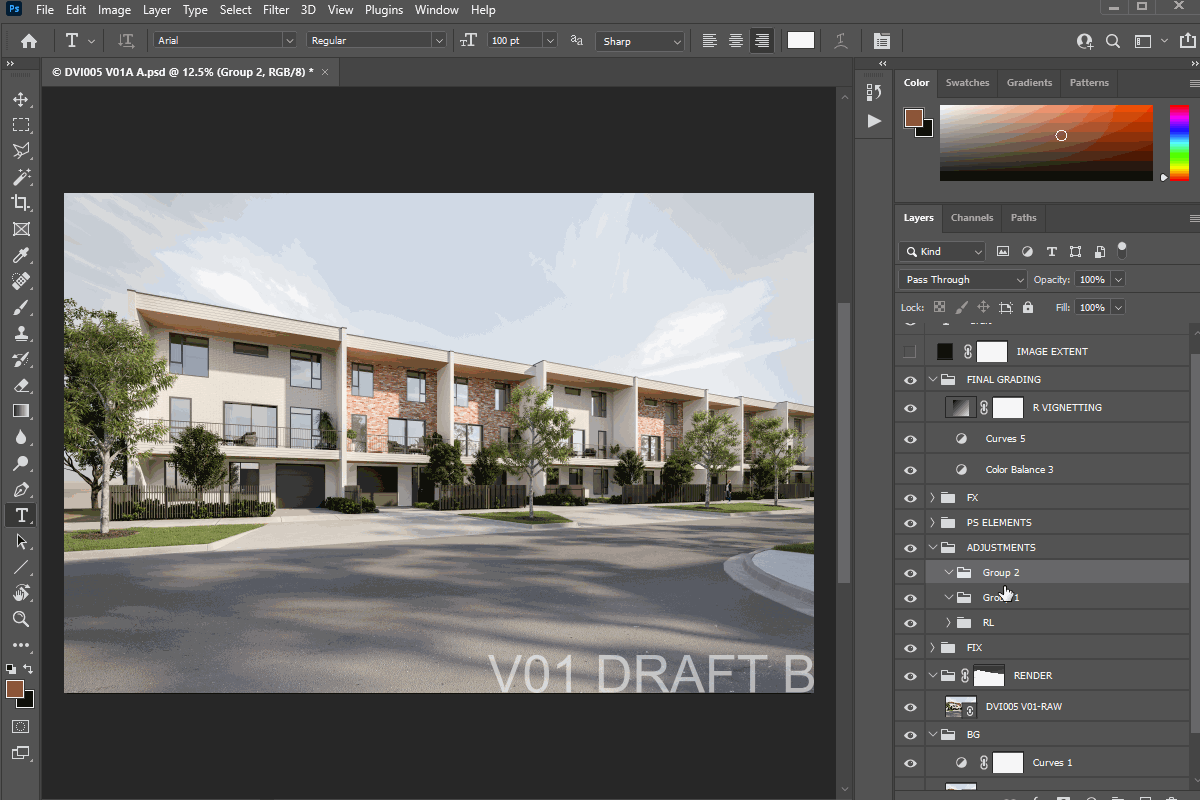 Ps File Edit Image Layer Type Select Filter 3D View Plugins Window Help
T Arial Regular 100 pt aa Sharp
© DVI005 V01A A.psd @ 12.5% (Group 2, RGB/8) * ×
Color Swatches Gradients Patterns
Layers Channels Paths
Kind
Pass Through Opacity: 100%
Lock: Fill: 100%
IMAGE EXTENT
FINAL GRADING
R VIGNETTING
Curves 5
Color Balance 3
FX
PS ELEMENTS
ADJUSTMENTS
Group 2
Group 1
RL
FIX
RENDER
DVI005 V01-RAW
BG
Curves 1
V01 DRAFT B